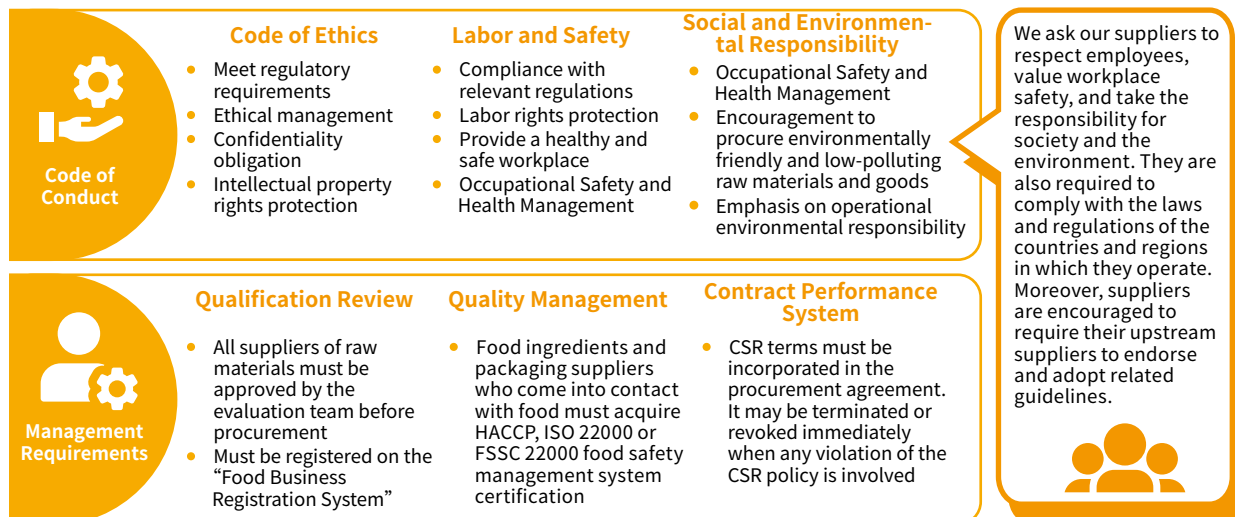 Code of
Conduct
Code of Ethics
• Meet regulatory
requirements
• Ethical management
• Confidentiality
obligation
• Intellectual property
rights protection
Labor and Safety
• Compliance with
relevant regulations
• Labor rights protection
• Provide a healthy and
safe workplace
• Occupational Safety and
Health Management
Social and Environmen-
tal Responsibility
• Occupational Safety and
Health Management
• Encouragement to
procure environmentally
friendly and low-polluting
raw materials and goods
• Emphasis on operational
environmental responsibility
We ask our suppliers to
respect employees,
value workplace
safety, and take the
responsibility for
society and the
environment. They are
also required to
comply with the laws
and regulations of the
countries and regions
in which they operate.
Moreover, suppliers
are encouraged to
require their upstream
suppliers to endorse
and adopt related
guidelines.
Management
Requirements
Qualification Review
• All suppliers of raw
materials must be
approved by the
evaluation team before
procurement
• Must be registered on the
“Food Business
Registration System”
Quality Management
• Food ingredients and
packaging suppliers
who come into contact
with food must acquire
HACCP, ISO 22000 or
FSSC 22000 food safety
management system
certification
Contract Performance
System
• CSR terms must be
incorporated in the
procurement agreement.
It may be terminated or
revoked immediately
when any violation of the
CSR policy is involved